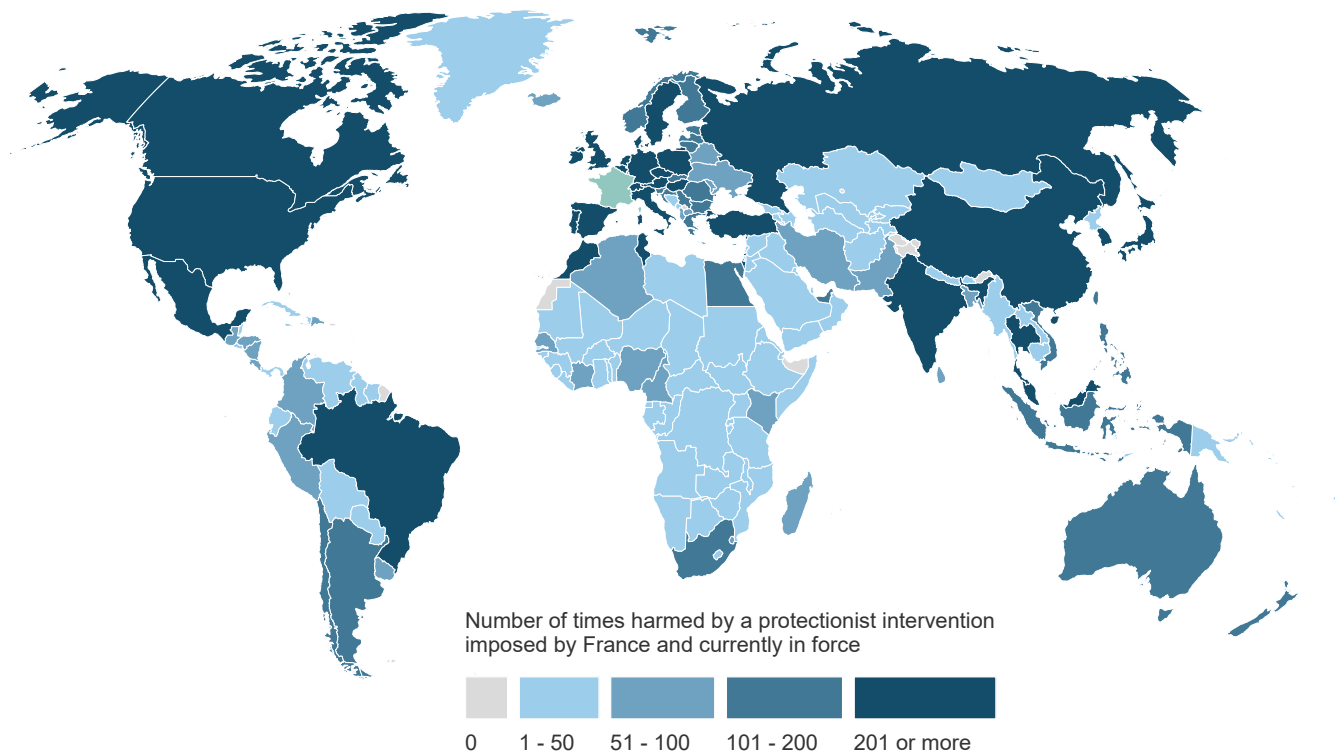 Number of times harmed by a protectionist intervention
imposed by France and currently in force
0
1 - 50
51 - 100
101 - 200
201 or more